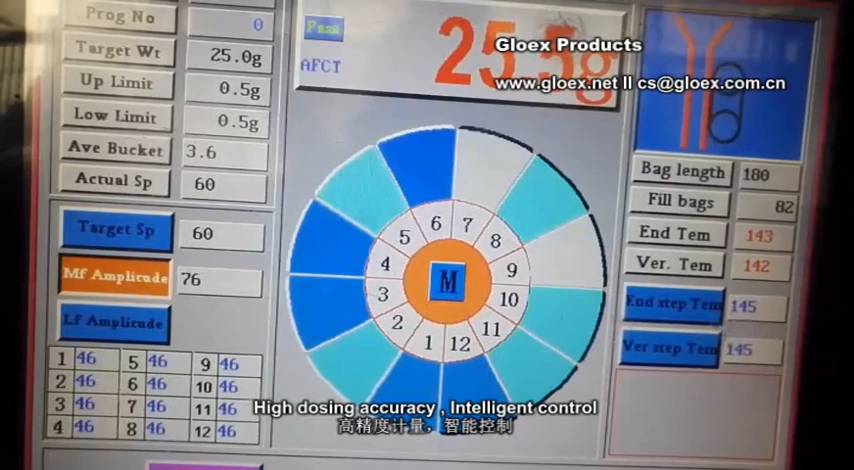 Prog No 0
Target Wt 25.0g
Up Limit 0.5g
Low Limit 0.5g
Ave Bucket 3.6
Actual Sp 60
Target Sp 60
Mf Amplitude 76
Lf Amplitude
1 46 5 46 9 46
2 46 6 46 10 46
3 46 7 46 11 46
4 46 8 46 12 46
Pass
AFCT
25.5g
Gloex Products
www.gloex.net ll cs@gloex.com.cn
1
2
3
4
5
6
7
8
9
10
11
12
M
Bag length 180
Fill bags 82
End Tem 143
Ver. Tem 142
End step Tem 145
Ver step Tem 145
High dosing accuracy , Intelligent control
高精度计量，智能控制